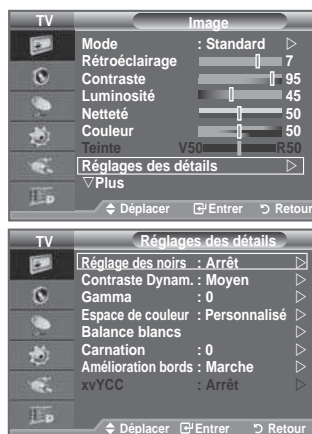 TV Image
Mode : Standard
Rétroéclairage 7
Contraste 95
Luminosité 45
Netteté 50
Couleur 50
Teinte V50 R50
Réglages des détails
▽Plus
Déplacer Entrer Retour
TV Réglages des détails
Réglage des noirs : Arrêt
Contraste Dynam. : Moyen
Gamma : 0
Espace de couleur : Personnalisé
Balance blancs
Carnation : 0
Amélioration bords : Marche
xvYCC : Arrêt
Déplacer Entrer Retour